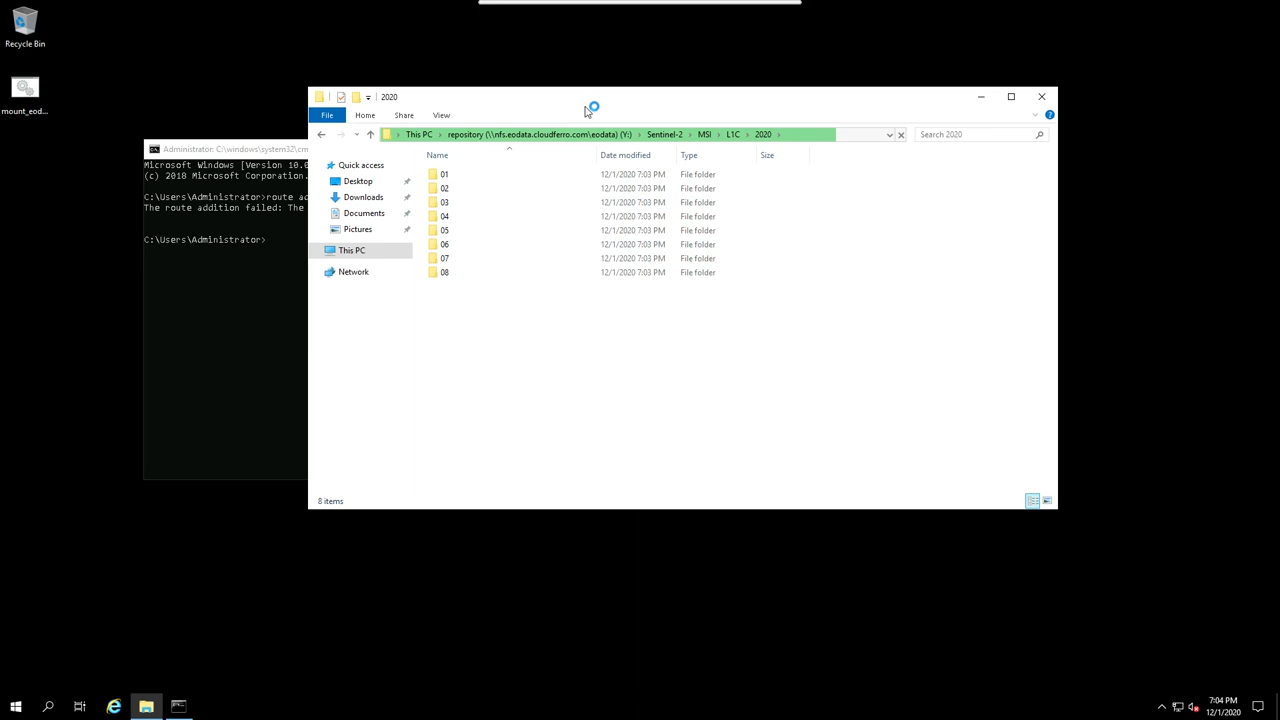 Recycle Bin
mount_eod...
2020
File
Home
Share
View
This PC
repository (\\nfs.eodata.cloudferro.com\eodata) (Y:)
Sentinel-2
MSI
L1C
2020
Search 2020
Administrator: C:\windows\system32\cm
Microsoft Windows [Version 10.0
(c) 2018 Microsoft Corporation.
C:\Users\Administrator>route ad
The route addition failed: The
C:\Users\Administrator>
Quick access
Desktop
Downloads
Documents
Pictures
This PC
Network
Name
Date modified
Type
Size
01 12/1/2020 7:03 PM File folder
02 12/1/2020 7:03 PM File folder
03 12/1/2020 7:03 PM File folder
04 12/1/2020 7:03 PM File folder
05 12/1/2020 7:03 PM File folder
06 12/1/2020 7:03 PM File folder
07 12/1/2020 7:03 PM File folder
08 12/1/2020 7:03 PM File folder
8 items
7:04 PM
12/1/2020